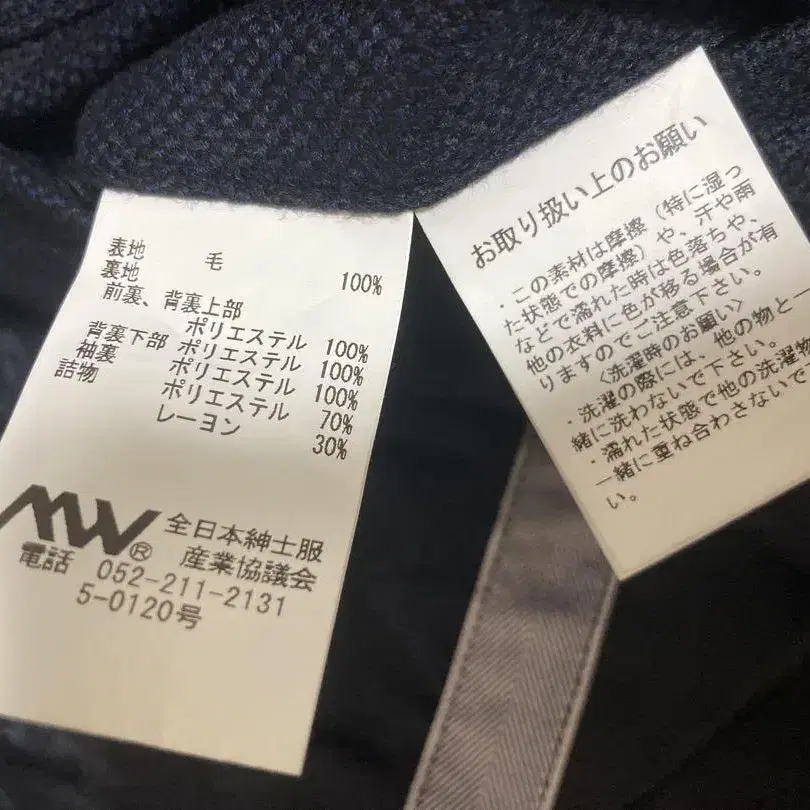 表地 毛 100%
裏地
前裏、背裏上部
ポリエステル 100%
背裏下部 ポリエステル 100%
袖裏 ポリエステル 100%
詰物 ポリエステル 70%
レーヨン 30%
MW® 全日本紳士服
産業協議会
電話 052-211-2131
5-0120号
お取り扱い上のお願い
・この素材は摩擦（特に湿っ
た状態での摩擦）や、汗や雨
などで濡れた時は色落ちや、
他の衣料に色が移る場合が有
りますのでご注意下さい。
〈洗濯時のお願い〉
・洗濯の際には、他の物と一
緒に洗わないで下さい。
・濡れた状態で他の洗濯物
一緒に重ね合わさないで
い。